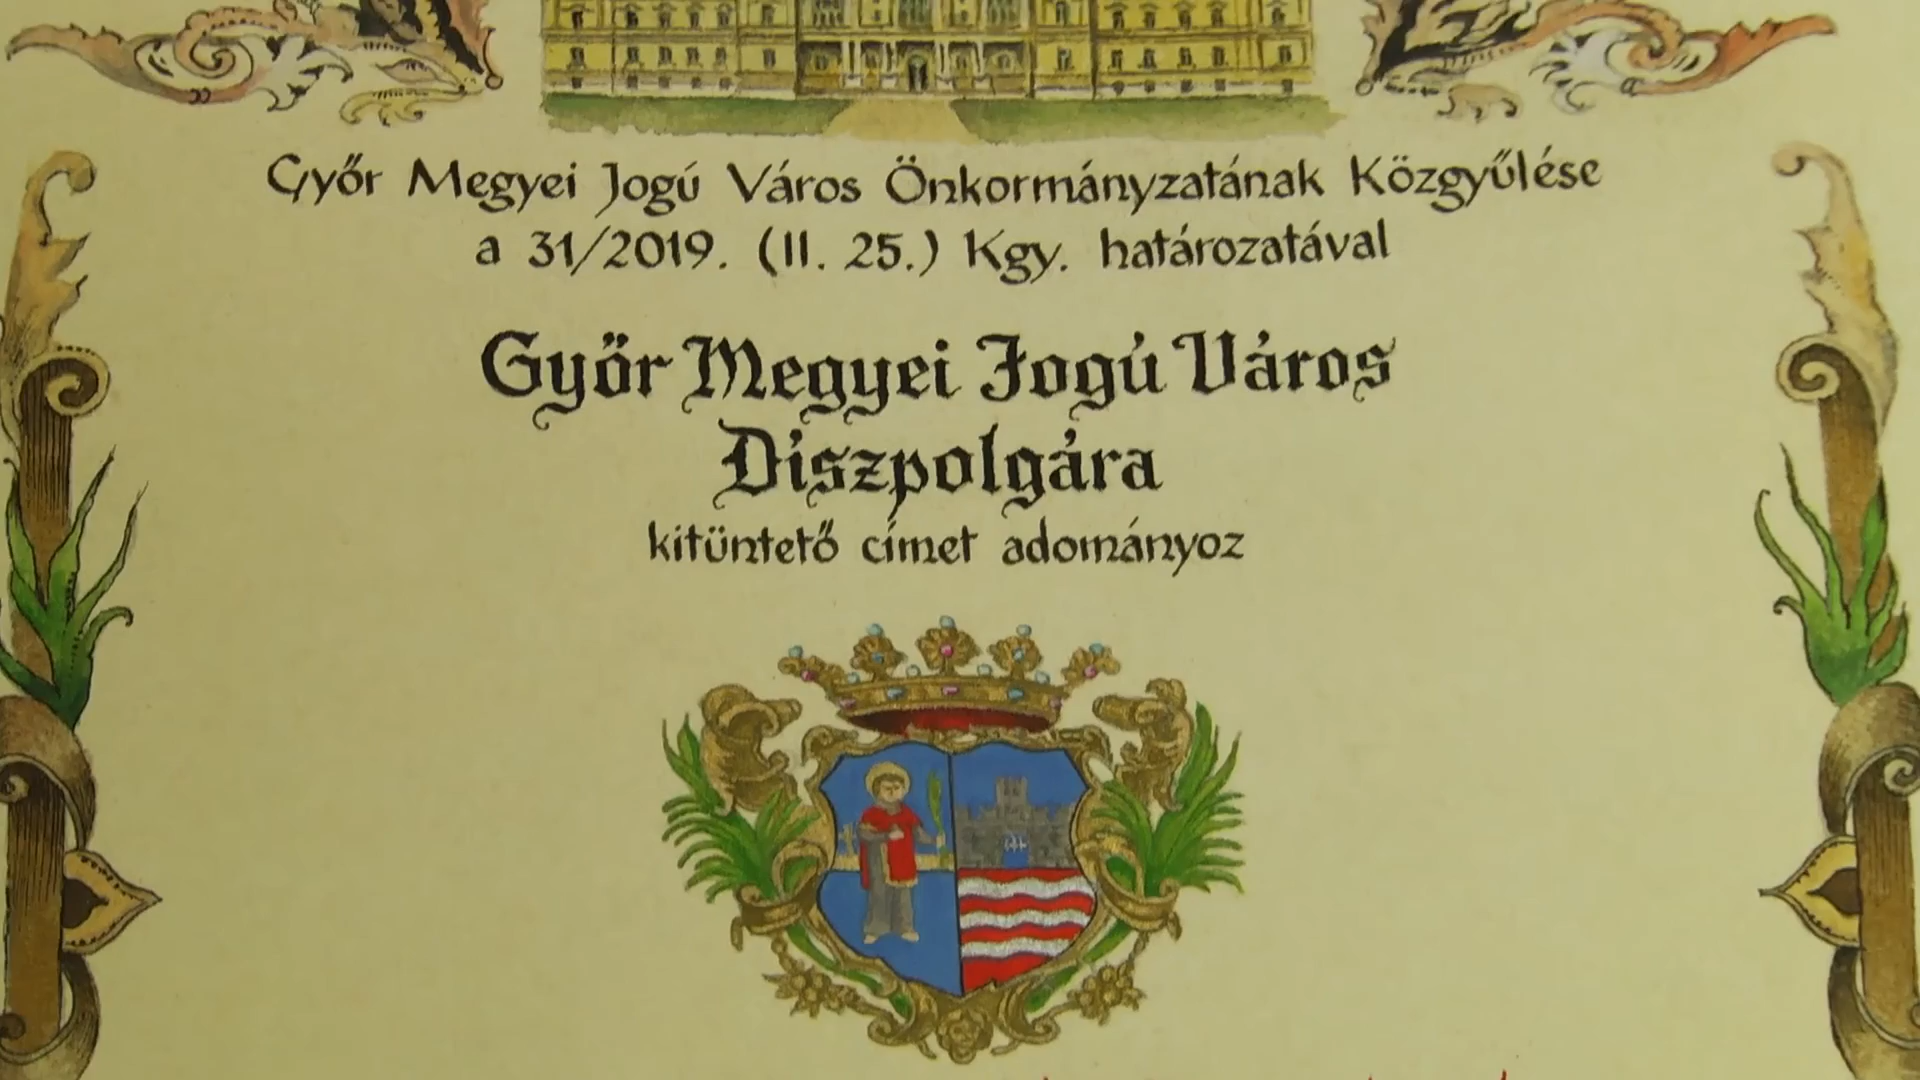 Győr Megyei Jogú Város Önkormányzatának Közgyűlése
a 31/2019. (II. 25.) Kgy. határozatával
Győr Megyei Jogú Város
Díszpolgára
kitüntető címet adományoz